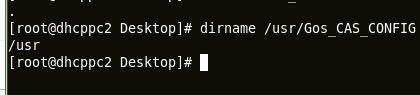 .
[root@dhcppc2 Desktop]# dirname /usr/Gos_CAS_CONFIG
/usr
[root@dhcppc2 Desktop]#